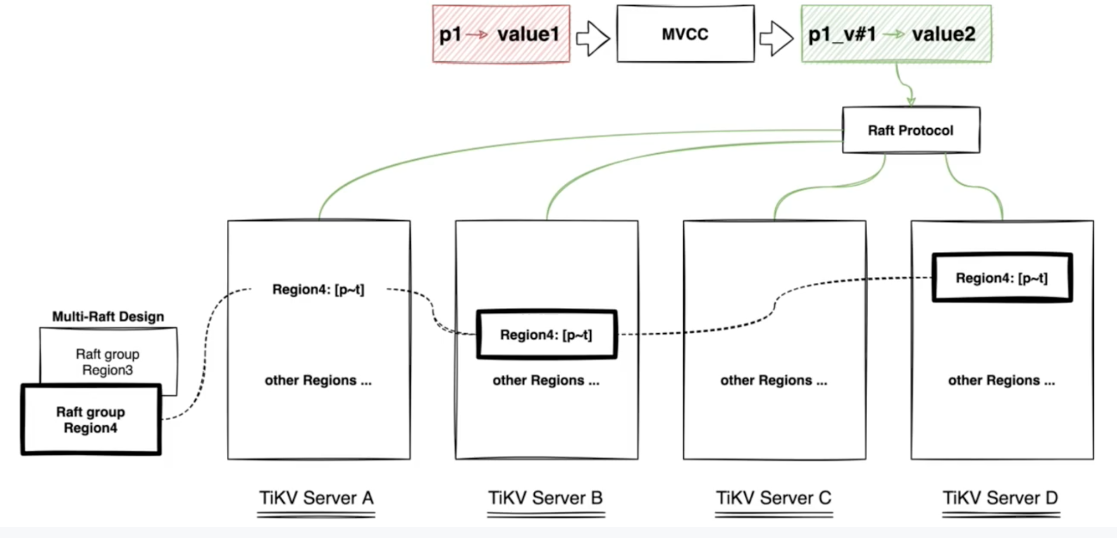 p1 → value1
MVCC
p1_v#1 → value2
Raft Protocol
Region4: [p~t]
Region4: [p~t]
Region4: [p~t]
Multi-Raft Design
Raft group
Region3
Raft group
Region4
other Regions ...
other Regions ...
other Regions ...
other Regions ...
TiKV Server A
TiKV Server B
TiKV Server C
TiKV Server D